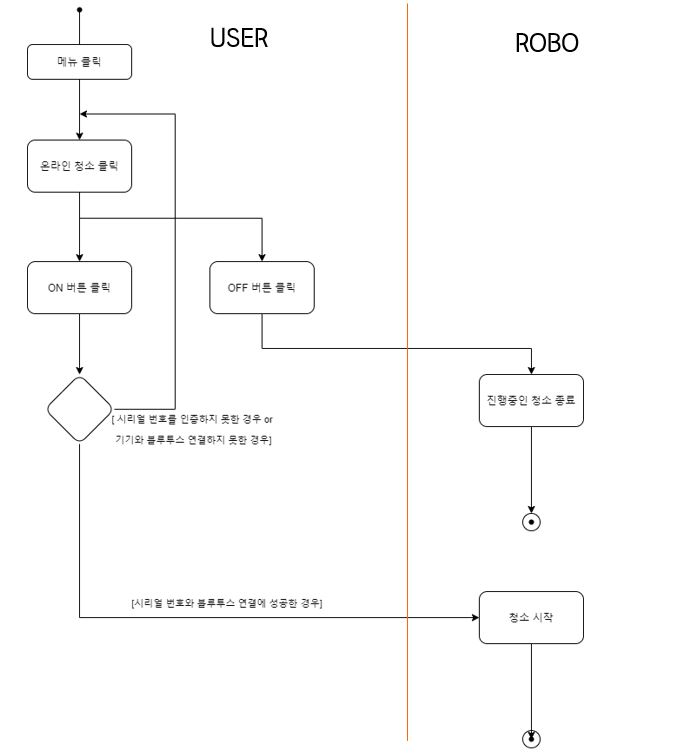 USER
ROBO
메뉴 클릭
온라인 청소 클릭
ON 버튼 클릭
OFF 버튼 클릭
진행중인 청소 종료
[ 시리얼 번호를 인증하지 못한 경우 or
기기와 블루투스 연결하지 못한 경우]
[시리얼 번호와 블루투스 연결에 성공한 경우]
청소 시작